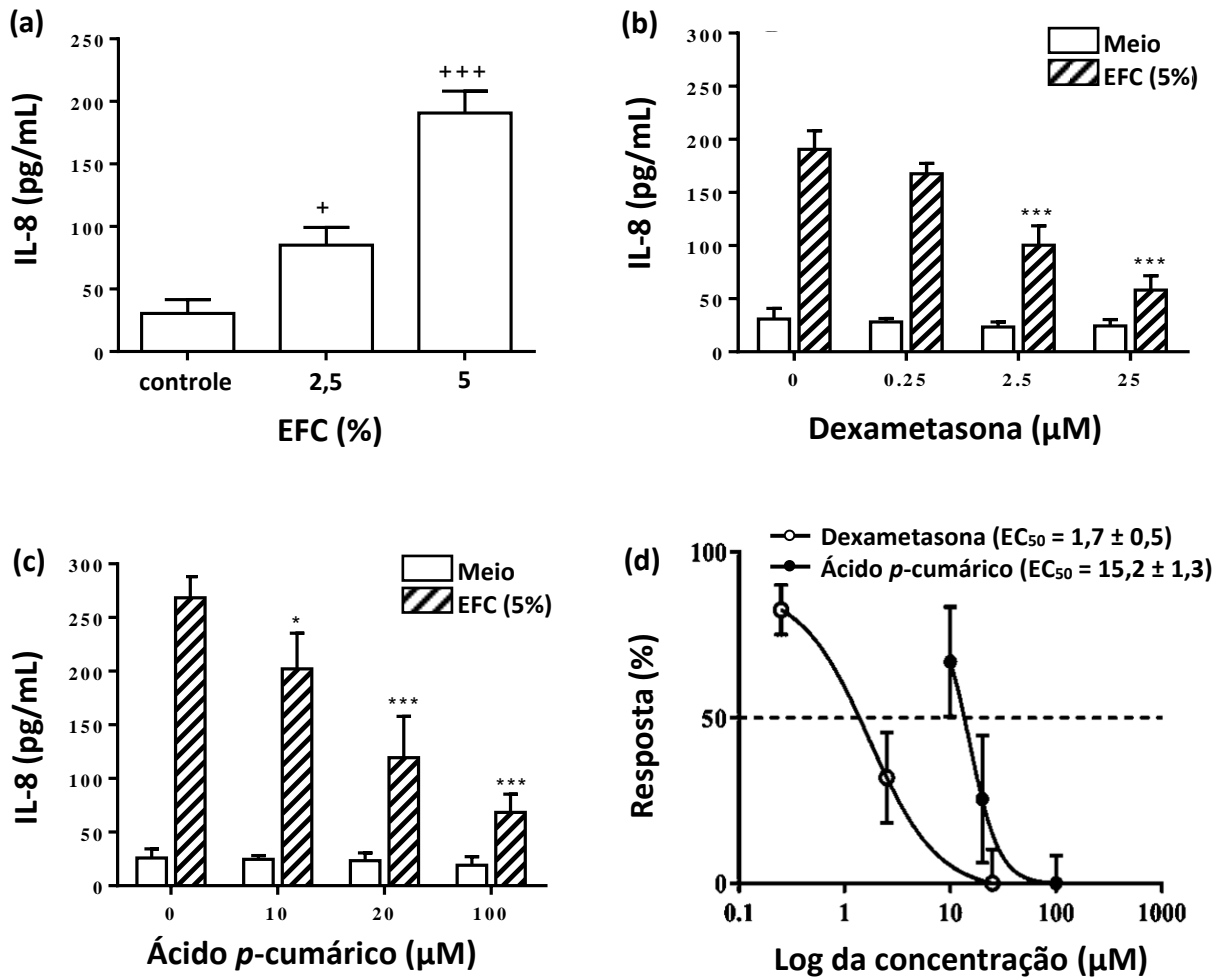 (a)
IL-8 (pg/mL)
250
200
150
100
50
0
+
+++
controle
2,5
5
EFC (%)
(b)
IL-8 (pg/mL)
300
250
200
150
100
50
0
Meio
EFC (5%)
***
***
0
0.25
2.5
25
Dexametasona (µM)
(c)
IL-8 (pg/mL)
300
250
200
150
100
50
0
Meio
EFC (5%)
*
***
***
0
10
20
100
Ácido p-cumárico (µM)
(d)
Dexametasona (EC₅₀ = 1,7 ± 0,5)
Ácido p-cumárico (EC₅₀ = 15,2 ± 1,3)
Resposta (%)
100
50
0
0.1
1
10
100
1000
Log da concentração (µM)